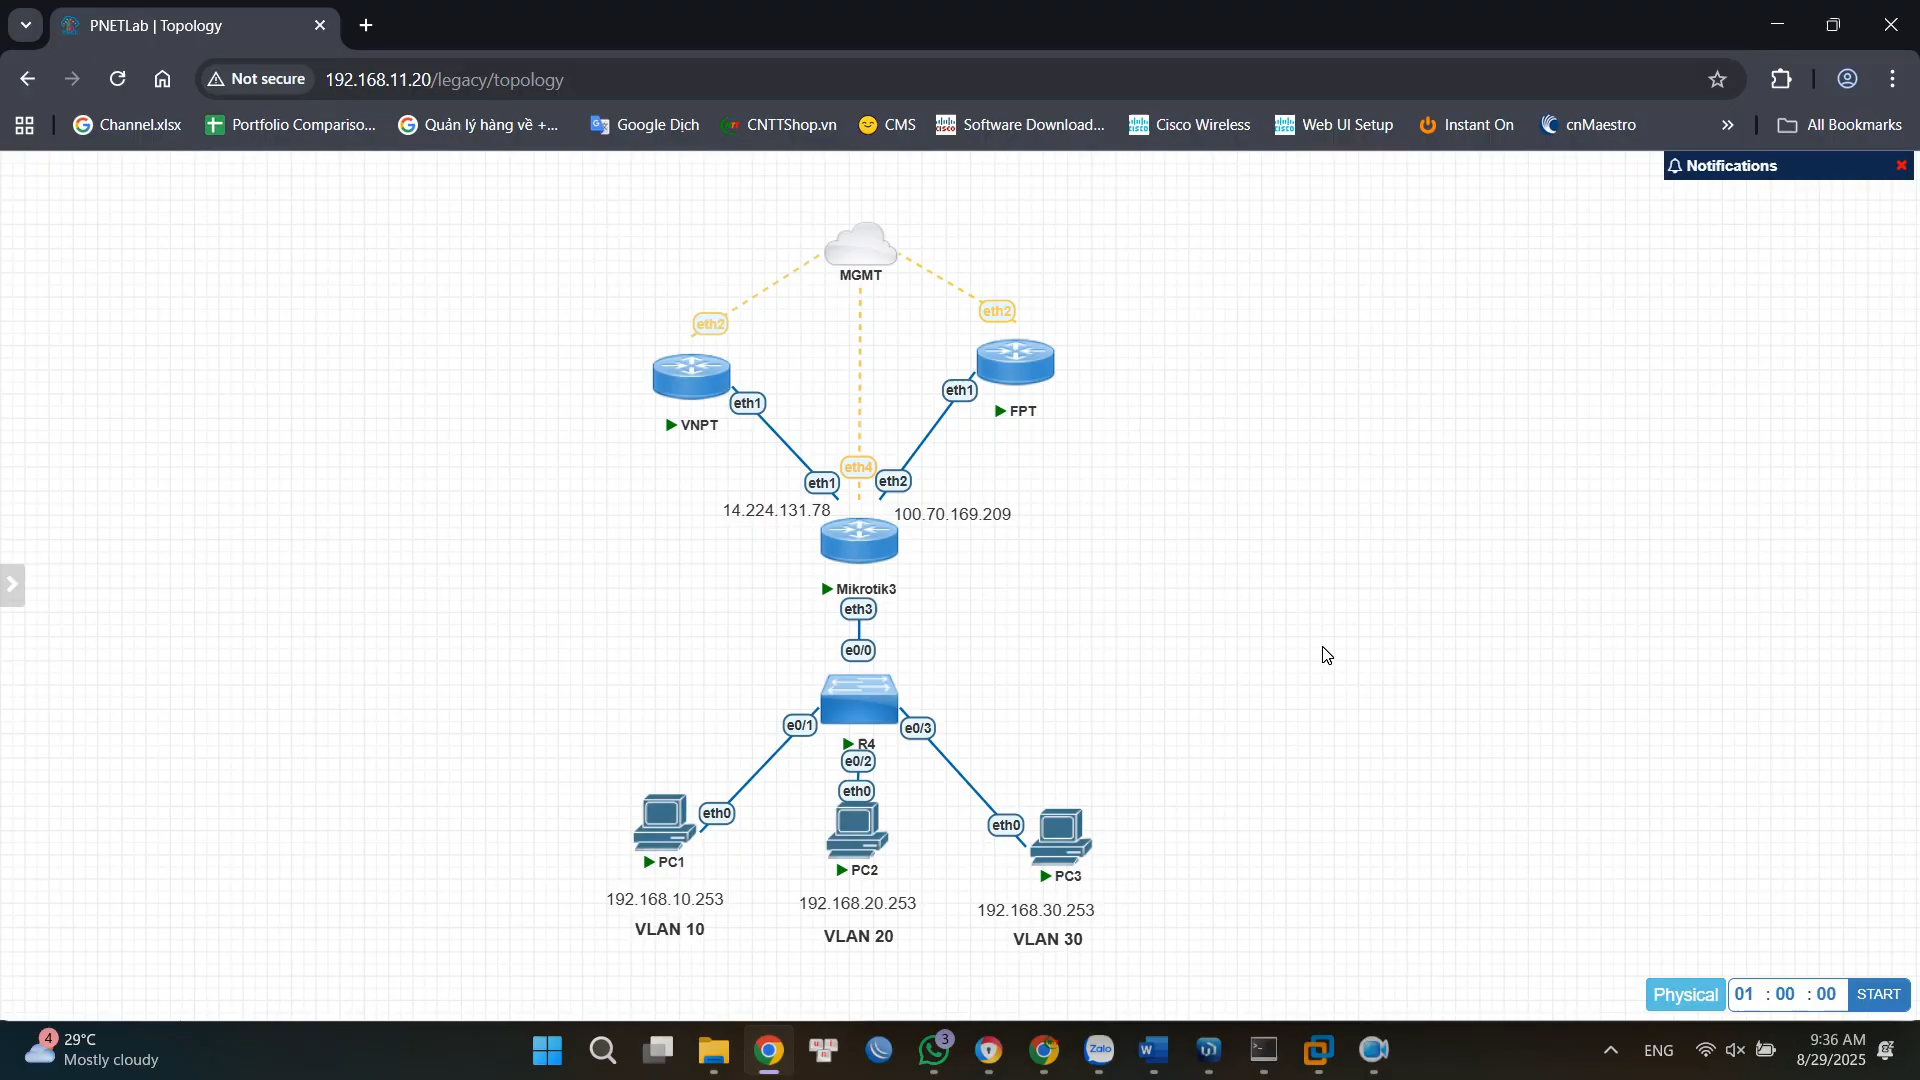 PNETLab | Topology
Not secure
192.168.11.20/legacy/topology
Channel.xlsx
Portfolio Compariso...
Quản lý hàng về +...
Google Dịch
CNTTShop.vn
CMS
Software Download...
Cisco Wireless
Web UI Setup
Instant On
cnMaestro
All Bookmarks
Notifications
MGMT
eth2
eth2
eth1
eth1
VNPT
FPT
eth4
eth1
eth2
14.224.131.78
100.70.169.209
Mikrotik3
eth3
e0/0
e0/1
e0/3
R4
e0/2
eth0
eth0
eth0
PC1
PC2
PC3
192.168.10.253
192.168.20.253
192.168.30.253
VLAN 10
VLAN 20
VLAN 30
Physical
01 : 00 : 00
START
4
29°C
Mostly cloudy
3
Zalo
ENG
9:36 AM
8/29/2025